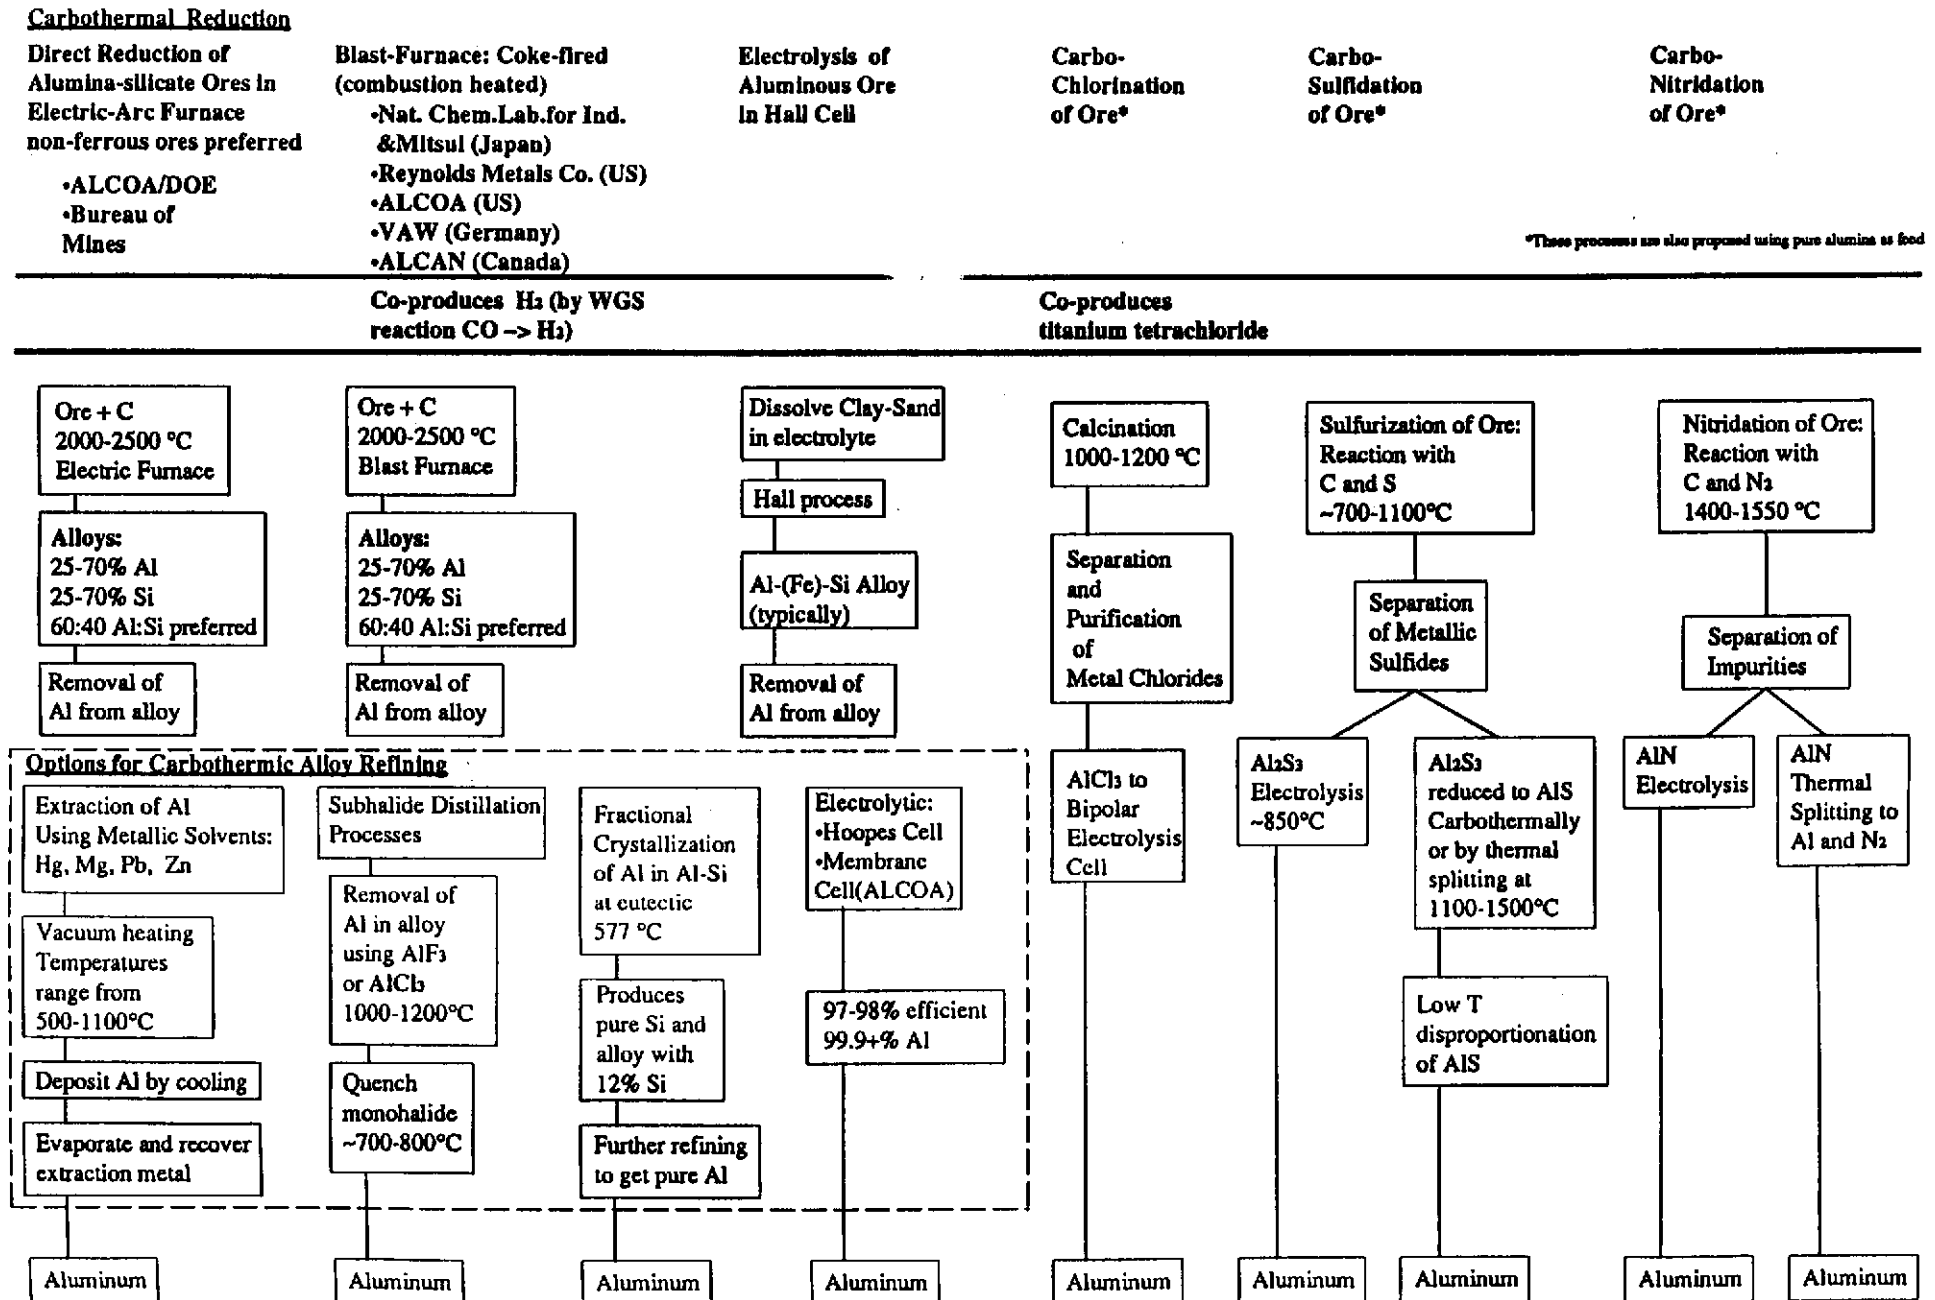 Carbothermal Reduction
Direct Reduction of
Alumina-silicate Ores in
Electric-Arc Furnace
non-ferrous ores preferred
•ALCOA/DOE
•Bureau of
Mines
Blast-Furnace: Coke-fired
(combustion heated)
•Nat. Chem.Lab.for Ind.
&Mitsui (Japan)
•Reynolds Metals Co. (US)
•ALCOA (US)
•VAW (Germany)
•ALCAN (Canada)
Electrolysis of
Aluminous Ore
in Hall Cell
Carbo-
Chlorination
of Ore*
Carbo-
Sulfidation
of Ore*
Carbo-
Nitridation
of Ore*
*These processes are also proposed using pure alumina as feed
Co-produces H₂ (by WGS
reaction CO –> H₂)
Co-produces
titanium tetrachloride
Ore + C
2000-2500 °C
Electric Furnace
Alloys:
25-70% Al
25-70% Si
60:40 Al:Si preferred
Removal of
Al from alloy
Ore + C
2000-2500 °C
Blast Furnace
Alloys:
25-70% Al
25-70% Si
60:40 Al:Si preferred
Removal of
Al from alloy
Dissolve Clay-Sand
in electrolyte
Hall process
Al-(Fe)-Si Alloy
(typically)
Removal of
Al from alloy
Calcination
1000-1200 °C
Separation
and
Purification
of
Metal Chlorides
AlCl₃ to
Bipolar
Electrolysis
Cell
Sulfurization of Ore:
Reaction with
C and S
~700-1100°C
Separation
of Metallic
Sulfides
Al₂S₃
Electrolysis
~850°C
Al₂S₃
reduced to AlS
Carbothermally
or by thermal
splitting at
1100-1500°C
Low T
disproportionation
of AlS
Nitridation of Ore:
Reaction with
C and N₂
1400-1550 °C
Separation of
Impurities
AlN
Electrolysis
AlN
Thermal
Splitting to
Al and N₂
Options for Carbothermic Alloy Refining
Extraction of Al
Using Metallic Solvents:
Hg, Mg, Pb, Zn
Vacuum heating
Temperatures
range from
500-1100°C
Deposit Al by cooling
Evaporate and recover
extraction metal
Subhalide Distillation
Processes
Removal of
Al in alloy
using AlF₃
or AlCl₃
1000-1200°C
Quench
monohalide
~700-800°C
Fractional
Crystallization
of Al in Al-Si
at eutectic
577 °C
Produces
pure Si and
alloy with
12% Si
Further refining
to get pure Al
Electrolytic:
•Hoopes Cell
•Membrane
Cell(ALCOA)
97-98% efficient
99.9+% Al
Aluminum
Aluminum
Aluminum
Aluminum
Aluminum
Aluminum
Aluminum
Aluminum
Aluminum